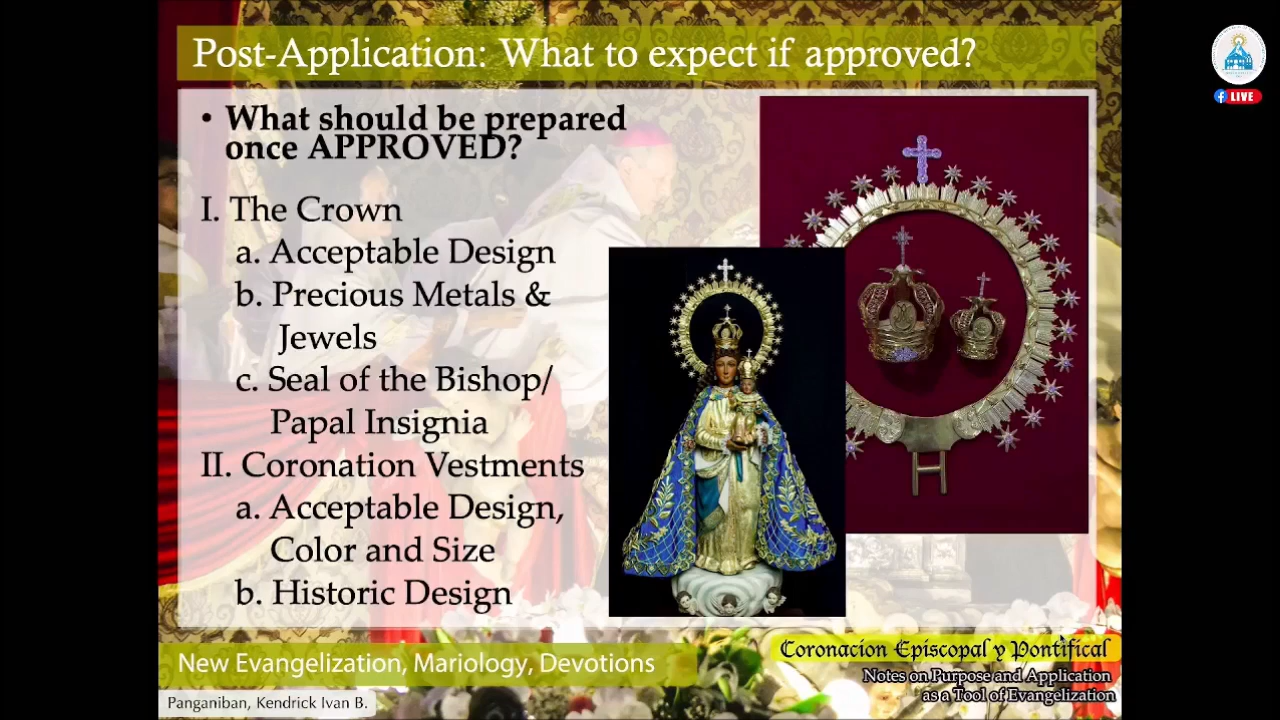 Post-Application: What to expect if approved?
LIVE
• What should be prepared
once APPROVED?
I. The Crown
a. Acceptable Design
b. Precious Metals &
Jewels
c. Seal of the Bishop/
Papal Insignia
II. Coronation Vestments
a. Acceptable Design,
Color and Size
b. Historic Design
New Evangelization, Mariology, Devotions
Coronacion Episcopal y Pontifical
Notes on Purpose and Application
as a Tool of Evangelization
Panganiban, Kendrick Ivan B.